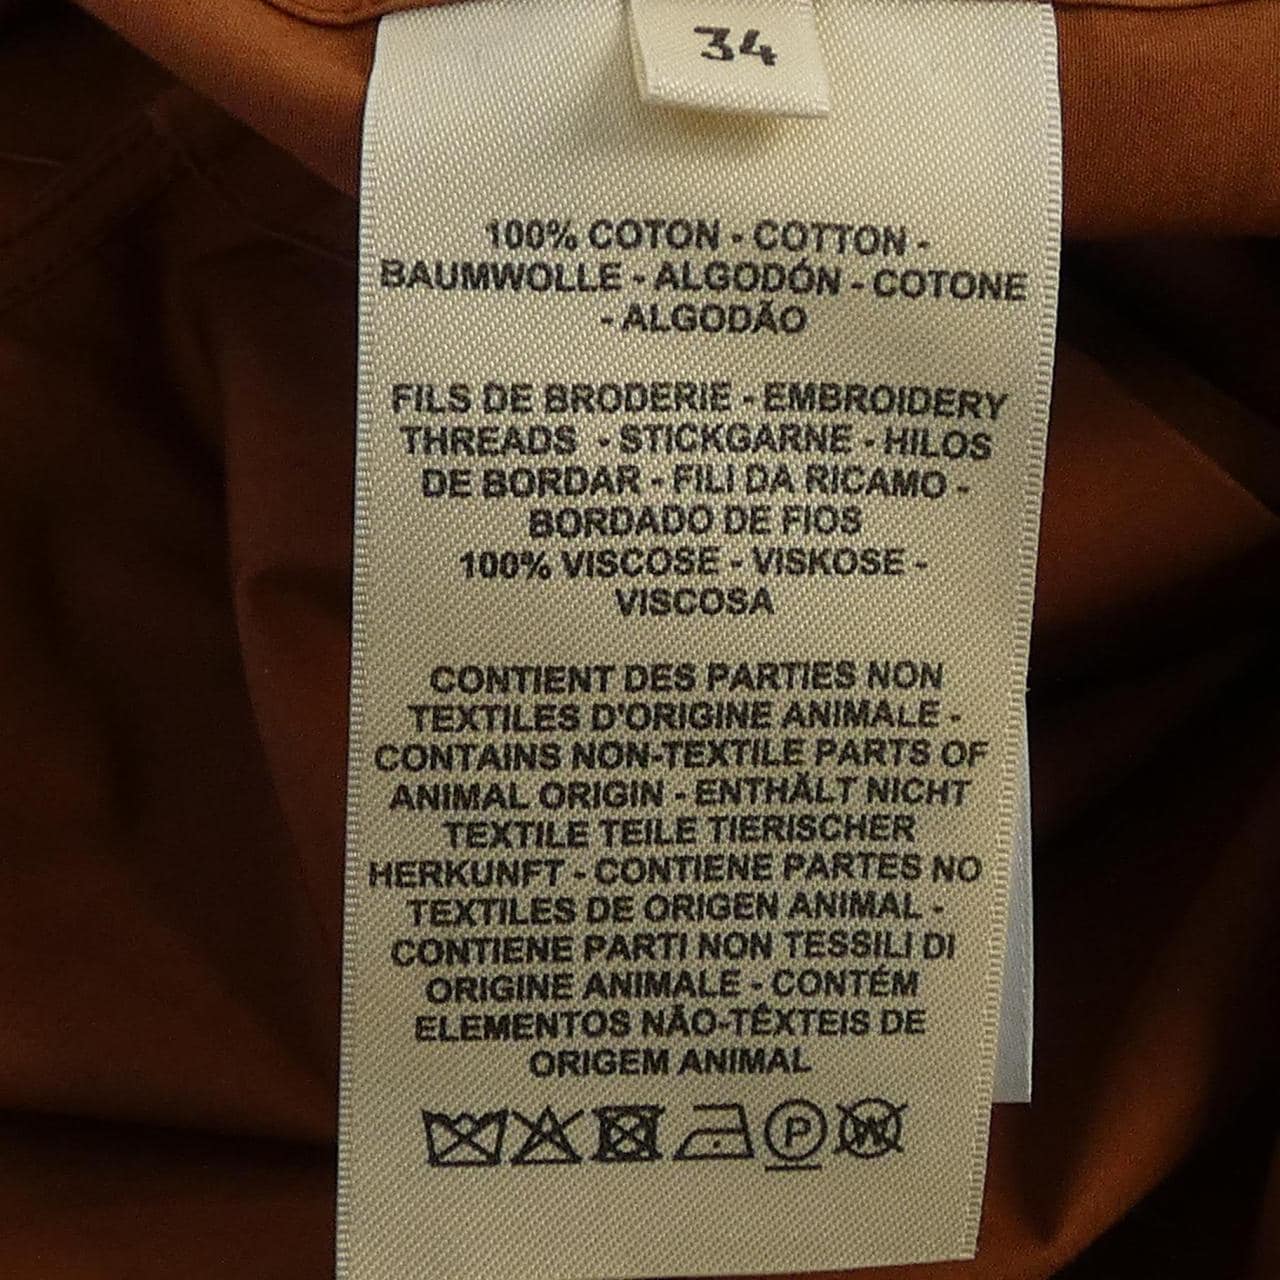 34
100% COTON - COTTON -
BAUMWOLLE - ALGODÓN - COTONE
- ALGODÃO
FILS DE BRODERIE - EMBROIDERY
THREADS - STICKGARNE - HILOS
DE BORDAR - FILI DA RICAMO -
BORDADO DE FIOS
100% VISCOSE - VISKOSE -
VISCOSA
CONTIENT DES PARTIES NON
TEXTILES D'ORIGINE ANIMALE -
CONTAINS NON-TEXTILE PARTS OF
ANIMAL ORIGIN - ENTHÄLT NICHT
TEXTILE TEILE TIERISCHER
HERKUNFT - CONTIENE PARTES NO
TEXTILES DE ORIGEN ANIMAL -
CONTIENE PARTI NON TESSILI DI
ORIGINE ANIMALE - CONTÉM
ELEMENTOS NÃO-TÊXTEIS DE
ORIGEM ANIMAL
P W